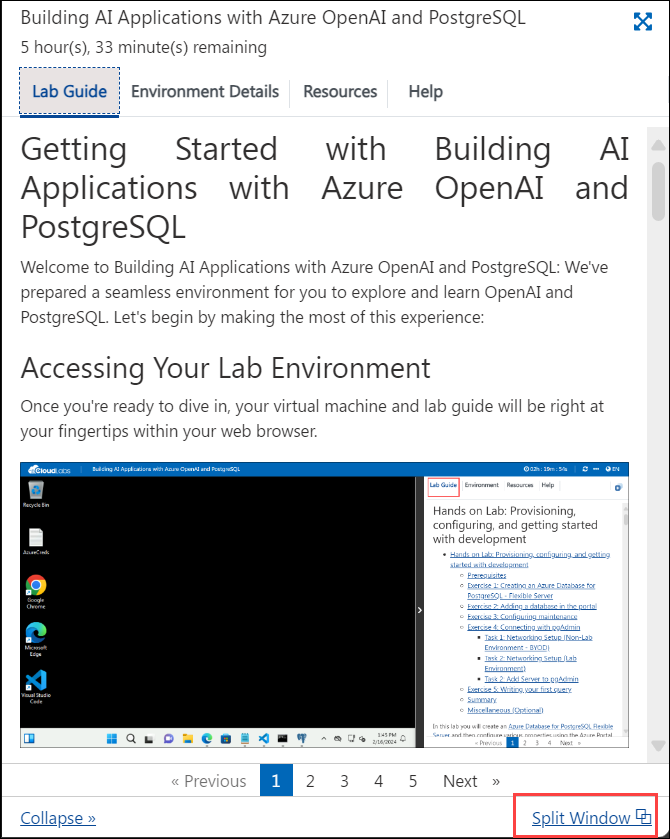 Building AI Applications with Azure OpenAI and PostgreSQL
5 hour(s), 33 minute(s) remaining
Lab Guide Environment Details Resources Help
Getting Started with Building AI
Applications with Azure OpenAI and
PostgreSQL
Welcome to Building AI Applications with Azure OpenAI and PostgreSQL: We've
prepared a seamless environment for you to explore and learn OpenAI and
PostgreSQL. Let's begin by making the most of this experience:
Accessing Your Lab Environment
Once you're ready to dive in, your virtual machine and lab guide will be right at
your fingertips within your web browser.
CloudLabs Building AI Applications with Azure OpenAI and PostgreSQL 02h : 19m : 54s EN
Recycle Bin
AzureCreds
Google
Chrome
Microsoft
Edge
Visual Studio
Code
1:45 PM
2/16/2024
Lab Guide Environment Resources Help
Hands on Lab: Provisioning,
configuring, and getting started
with development
Hands on Lab: Provisioning, configuring, and getting
started with development
Prerequisites
Exercise 1: Creating an Azure Database for
PostgreSQL - Flexible Server
Exercise 2: Adding a database in the portal
Exercise 3: Configuring maintenance
Exercise 4: Connecting with pgAdmin
Task 1: Networking Setup (Non-Lab
Environment - BYOD)
Task 2: Networking Setup (Lab
Environment)
Task 2: Add Server to pgAdmin
Exercise 5: Writing your first query
Summary
Miscellaneous (Optional)
In this lab you will create an Azure Database for PostgreSQL Flexible
Server and then configure various properties using the Azure Portal
« Previous 1 2 3 4 Next »
« Previous 1 2 3 4 5 Next »
Collapse » Split Window